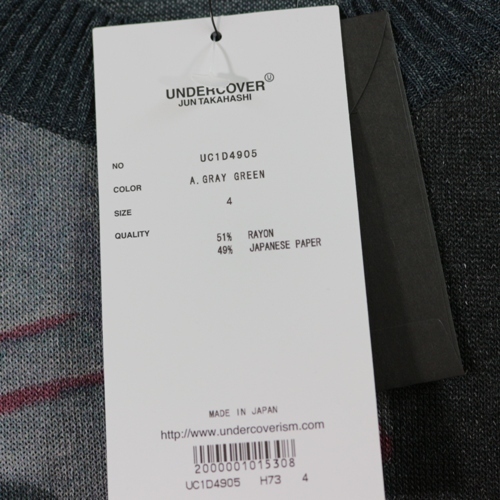 UNDERCOVER
JUN TAKAHASHI
NO UC1D4905
COLOR A.GRAY GREEN
SIZE 4
QUALITY 51% RAYON
49% JAPANESE PAPER
MADE IN JAPAN
http://www.undercoverism.com
2000001015308
UC1D4905 H73 4